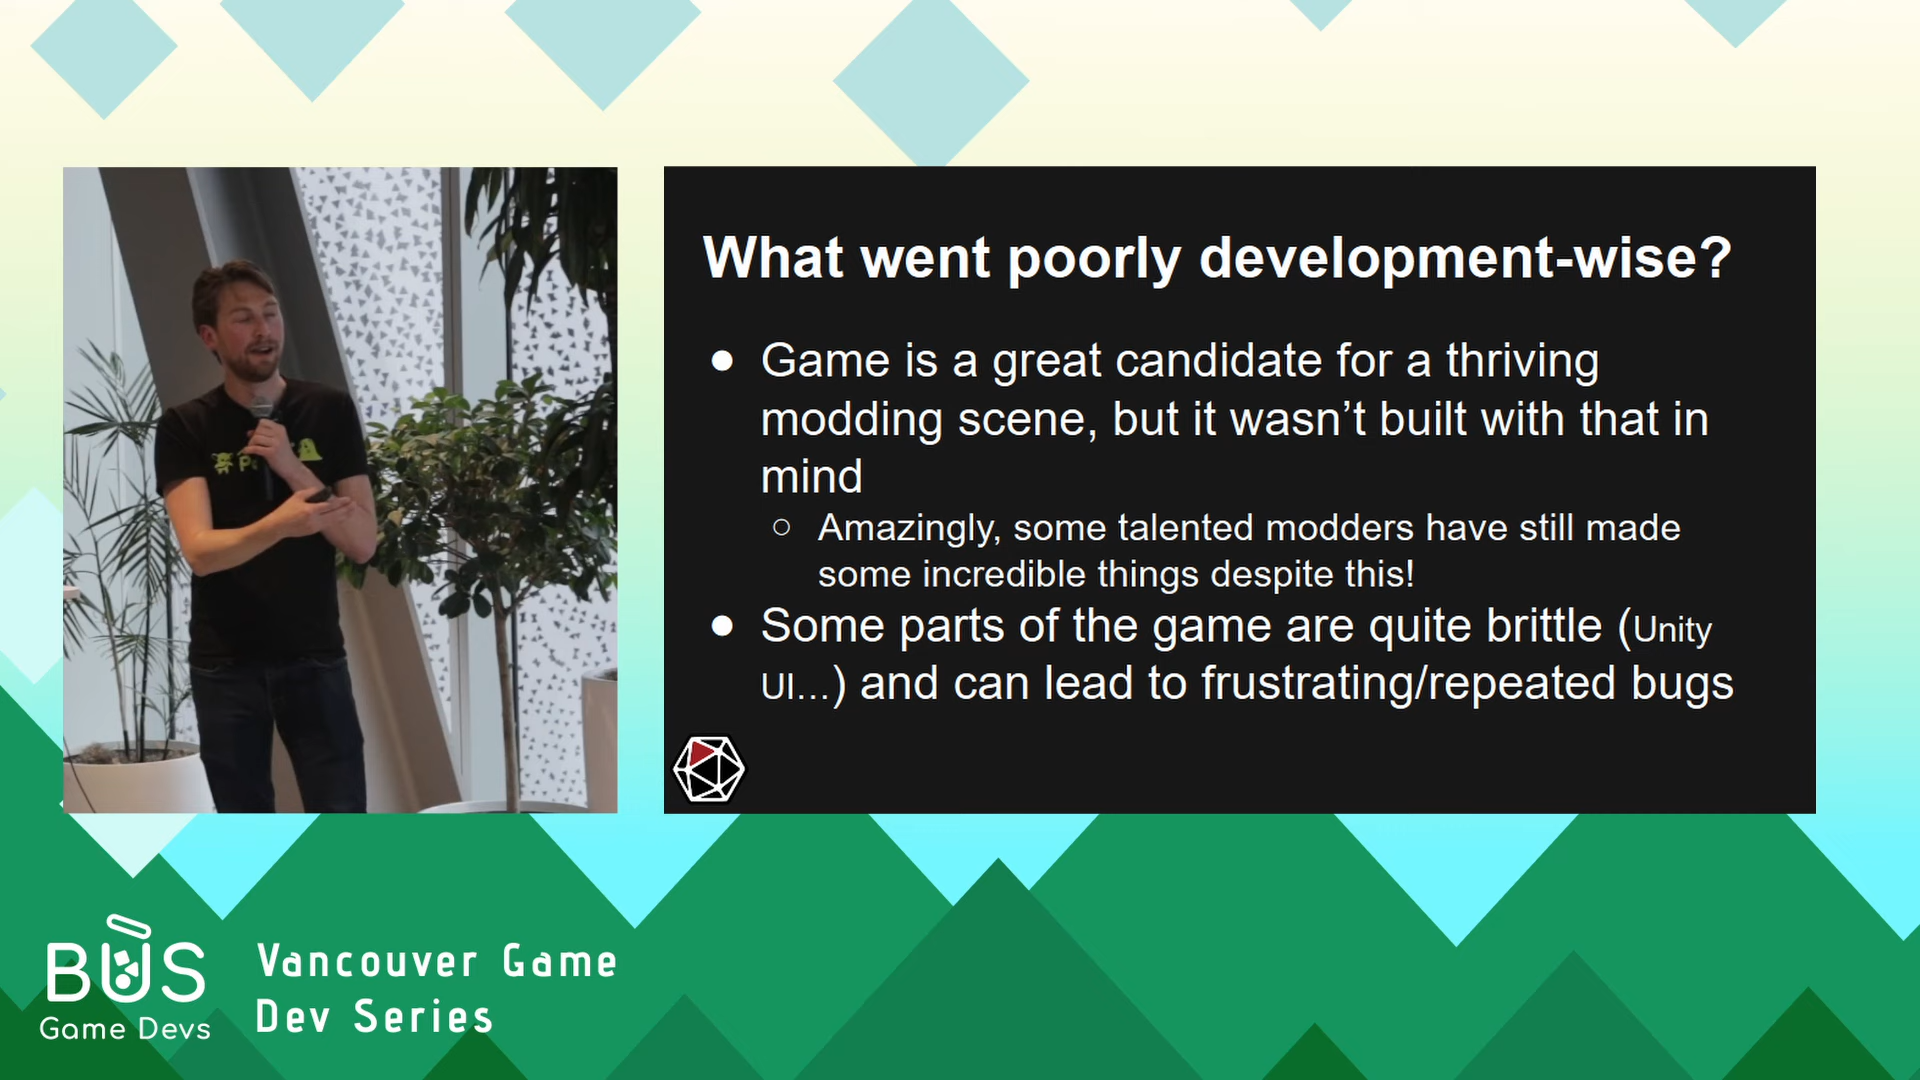 What went poorly development-wise?
● Game is a great candidate for a thriving
modding scene, but it wasn’t built with that in
mind
○ Amazingly, some talented modders have still made
some incredible things despite this!
● Some parts of the game are quite brittle (Unity
UI...) and can lead to frustrating/repeated bugs
BUS
Game Devs
Vancouver Game
Dev Series